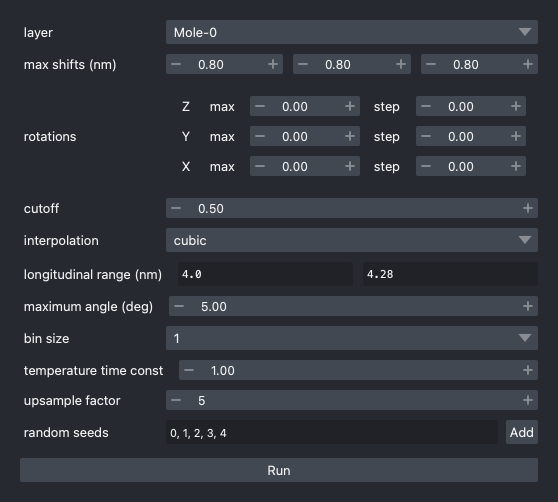 layer Mole-0
max shifts (nm) − 0.80 + − 0.80 + − 0.80 +
Z max − 0.00 + step − 0.00 +
rotations Y max − 0.00 + step − 0.00 +
X max − 0.00 + step − 0.00 +
cutoff − 0.50 +
interpolation cubic
longitudinal range (nm) 4.0 4.28
maximum angle (deg) − 5.00 +
bin size 1
temperature time const − 1.00 +
upsample factor − 5 +
random seeds 0, 1, 2, 3, 4 Add
Run